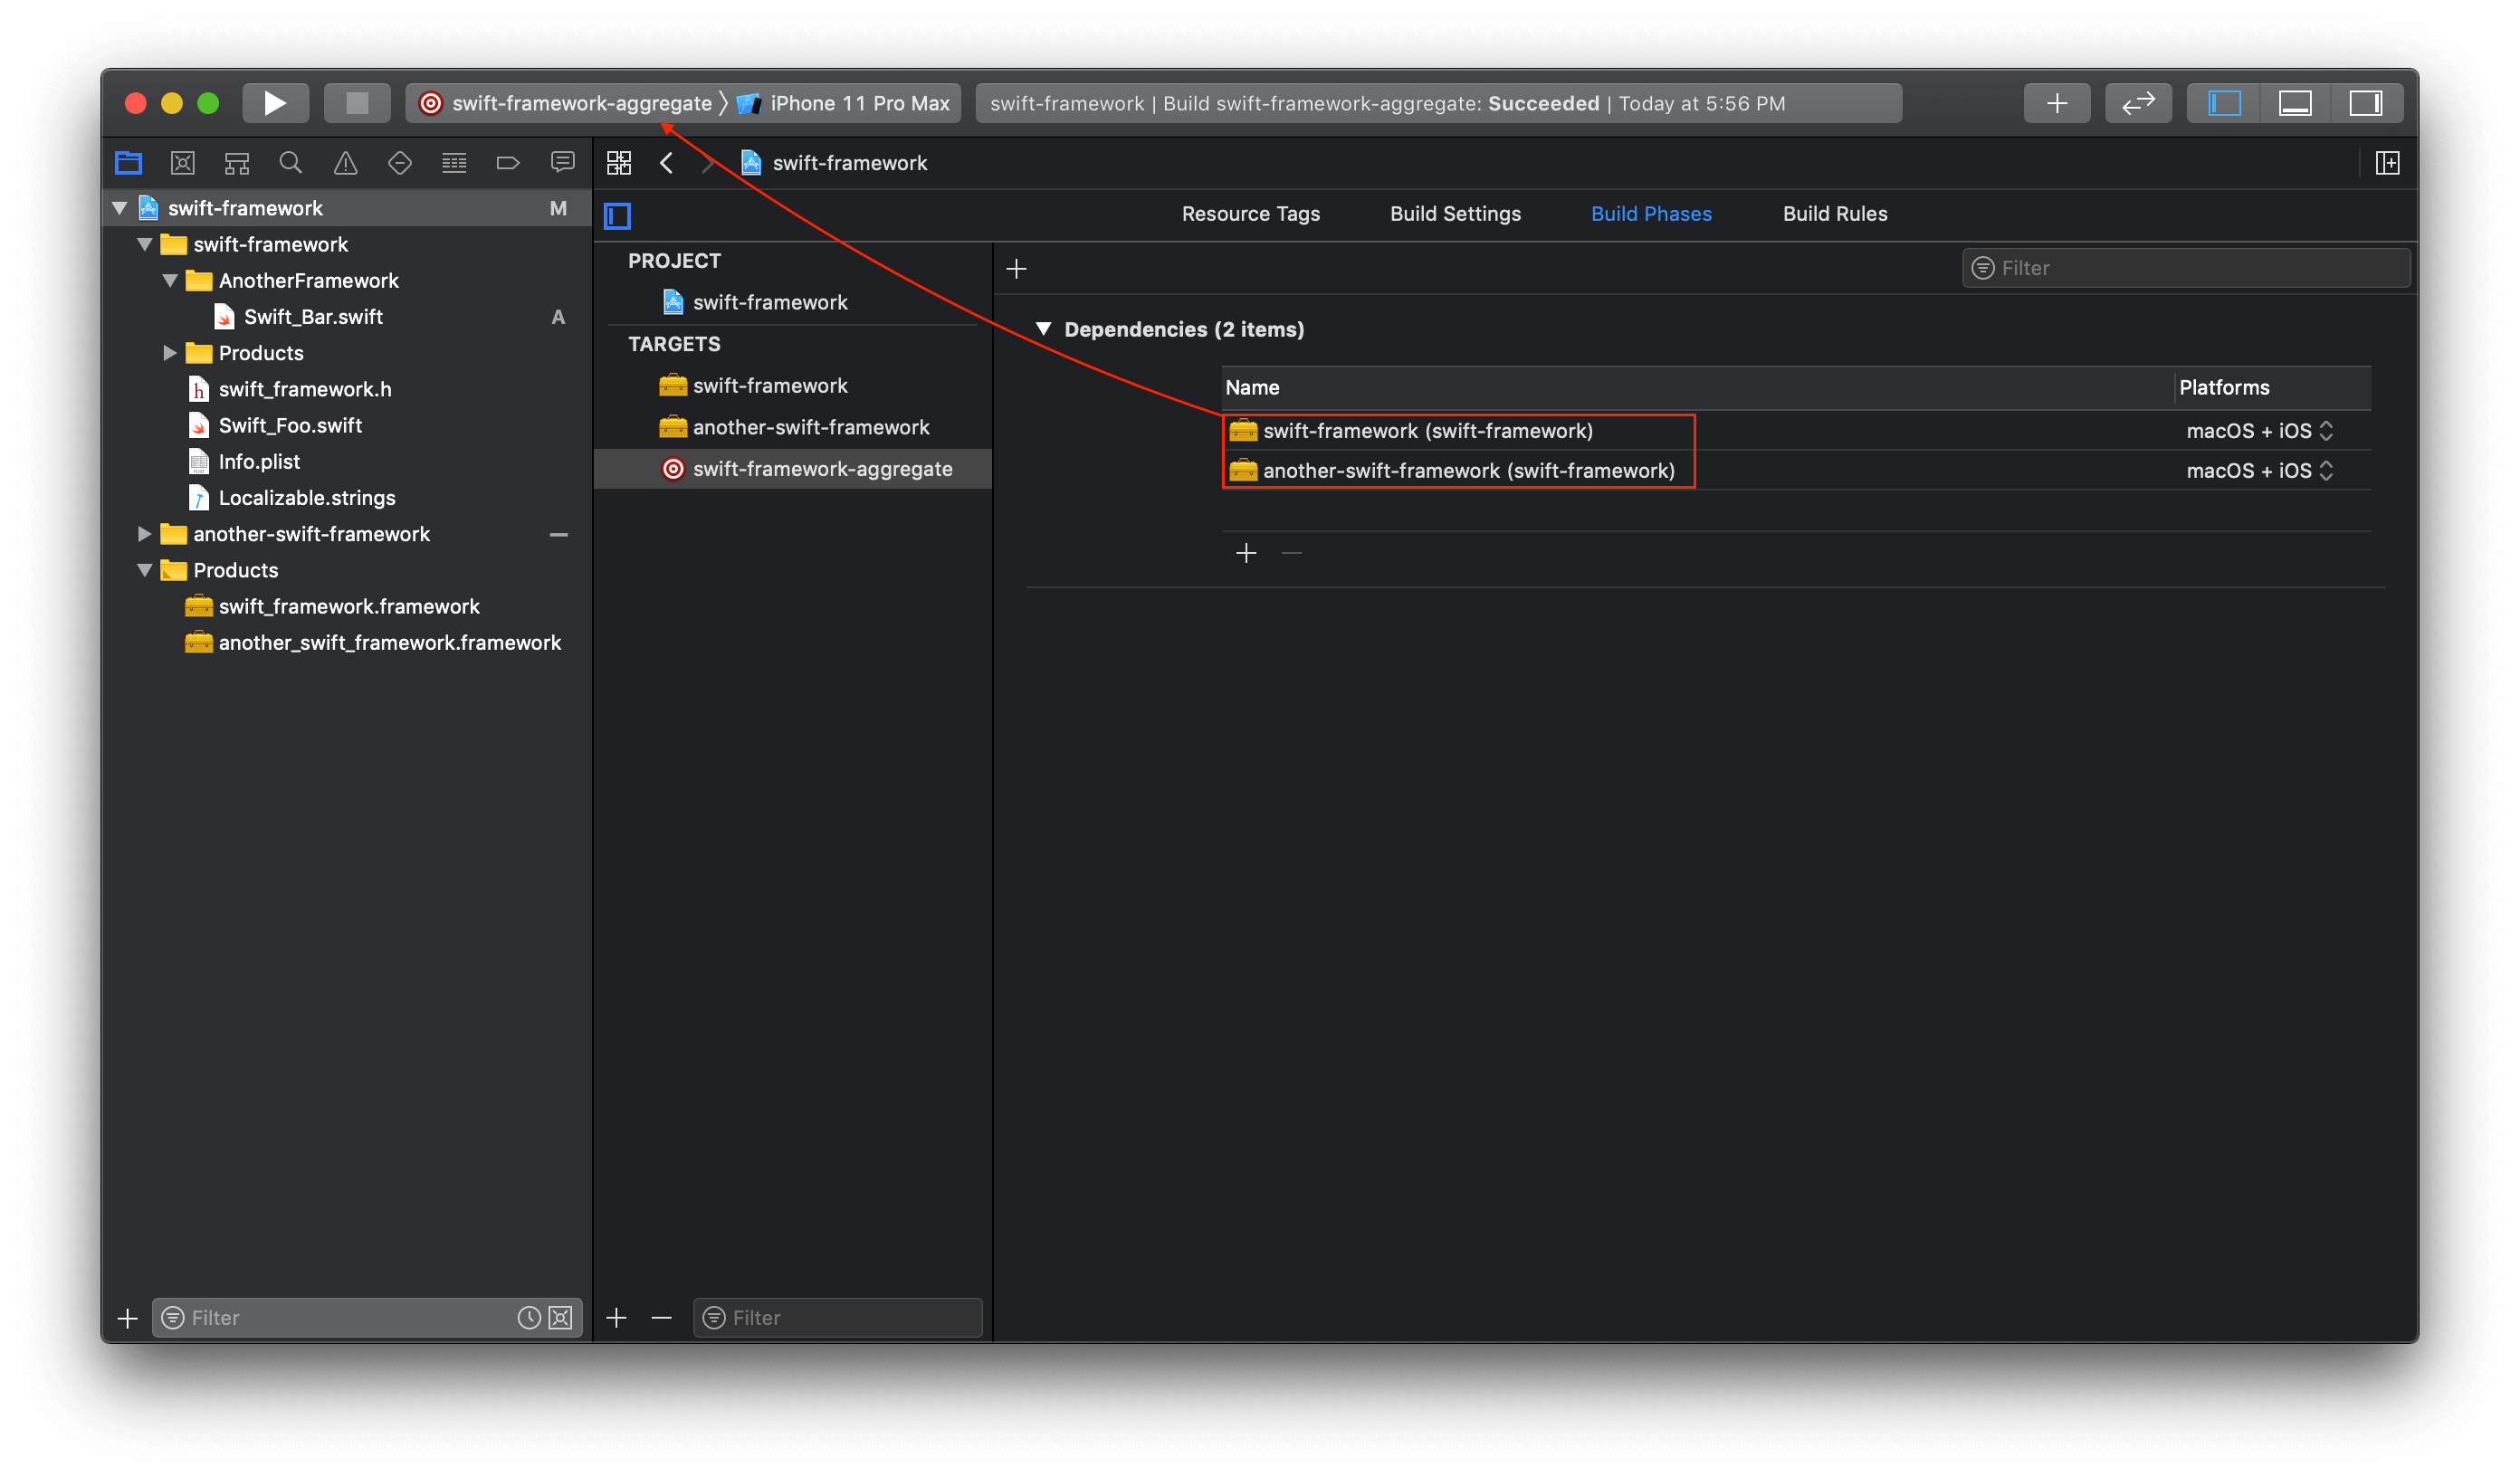 swift-framework-aggregate 〉 iPhone 11 Pro Max
swift-framework | Build swift-framework-aggregate: Succeeded | Today at 5:56 PM
swift-framework
swift-framework M
swift-framework
AnotherFramework
Swift_Bar.swift A
Products
swift_framework.h
Swift_Foo.swift
Info.plist
Localizable.strings
another-swift-framework
Products
swift_framework.framework
another_swift_framework.framework
Filter
Resource Tags Build Settings Build Phases Build Rules
PROJECT
swift-framework
TARGETS
swift-framework
another-swift-framework
swift-framework-aggregate
Filter
Filter
Dependencies (2 items)
Name Platforms
swift-framework (swift-framework) macOS + iOS
another-swift-framework (swift-framework) macOS + iOS